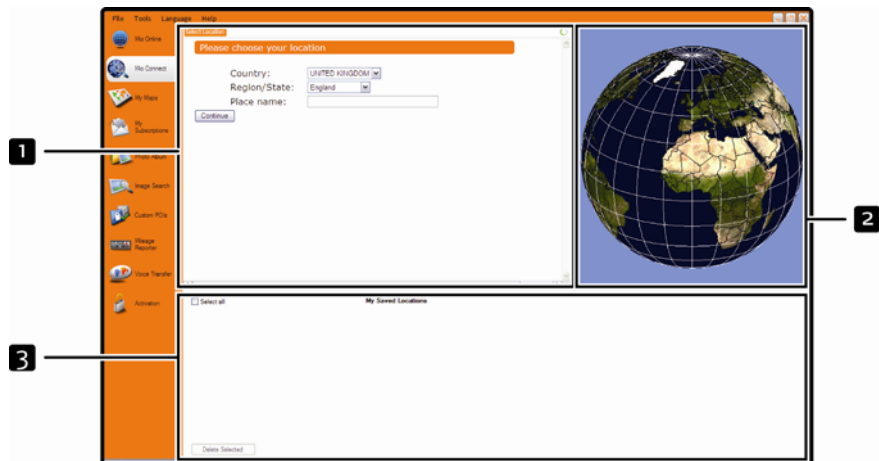 File Tools Language Help
Mio Online
Mio Connect
My Maps
My Subscriptions
Photo Album
Image Search
Custom POIs
Mileage Reporter
Voice Transfer
Activation
Select Location
Please choose your location
Country: UNITED KINGDOM
Region/State: England
Place name:
Continue
1
2
Select all My Saved Locations
3
Delete Selected